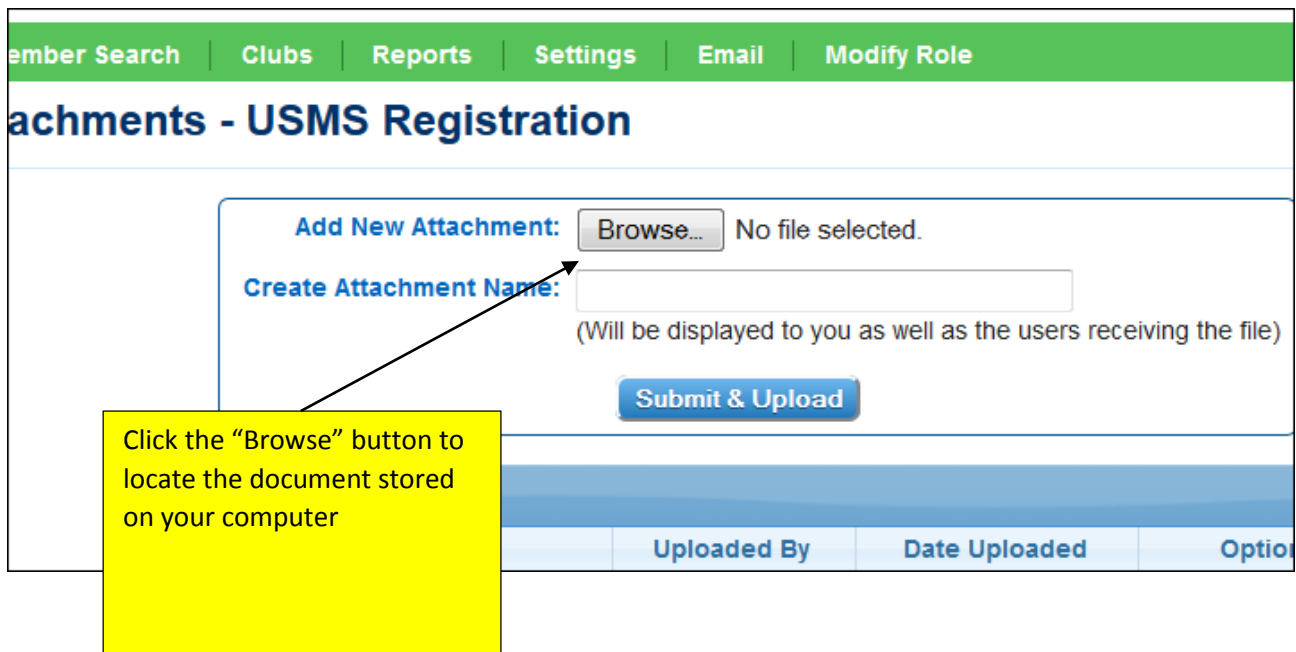 ember Search Clubs Reports Settings Email Modify Role
achments - USMS Registration
Add New Attachment: Browse... No file selected.
Create Attachment Name:
(Will be displayed to you as well as the users receiving the file)
Submit & Upload
Click the “Browse” button to
locate the document stored
on your computer
Uploaded By Date Uploaded Option